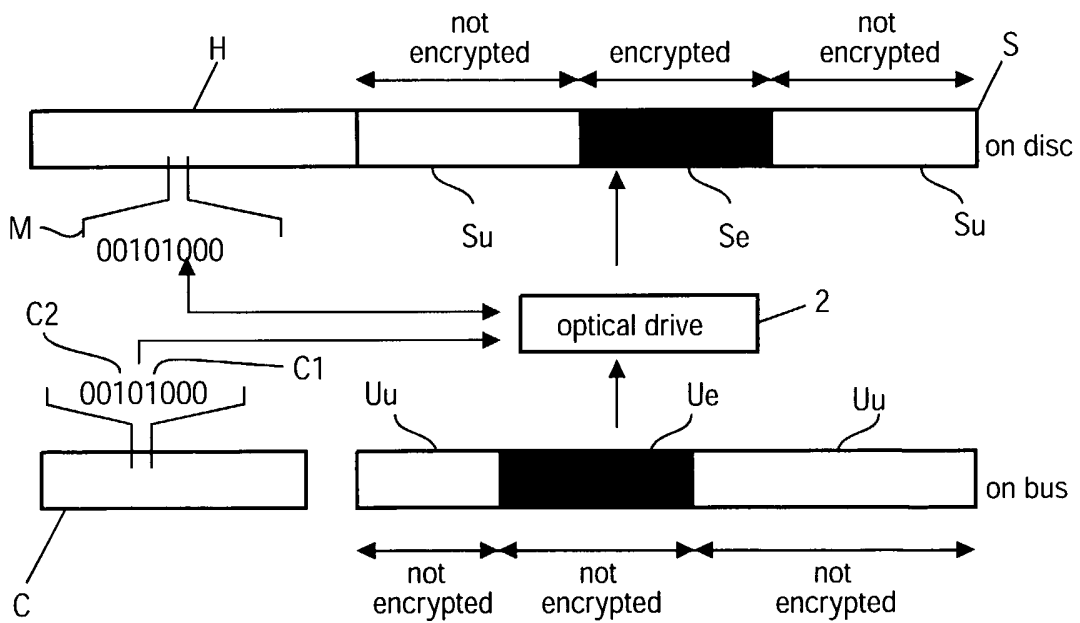 H
not encrypted
encrypted
not encrypted
S
on disc
M
00101000
Su
Se
Su
C2
optical drive
2
00101000
C1
Uu
Ue
Uu
on bus
C
not encrypted
not encrypted
not encrypted